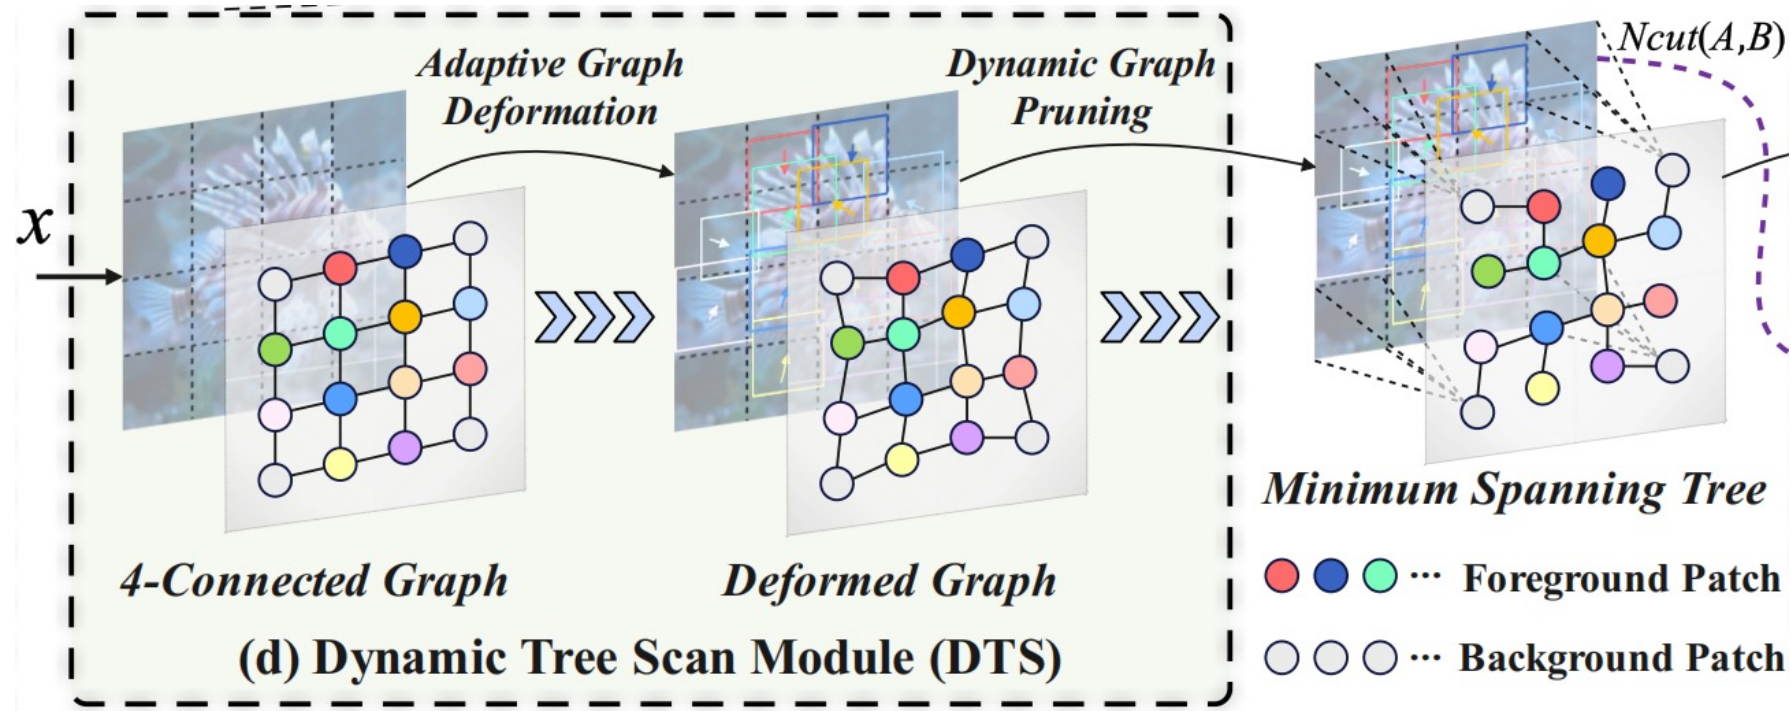 Adaptive Graph
Deformation
Dynamic Graph
Pruning
Ncut(A,B)
x
Minimum Spanning Tree
4-Connected Graph
Deformed Graph
··· Foreground Patch
(d) Dynamic Tree Scan Module (DTS)
··· Background Patch